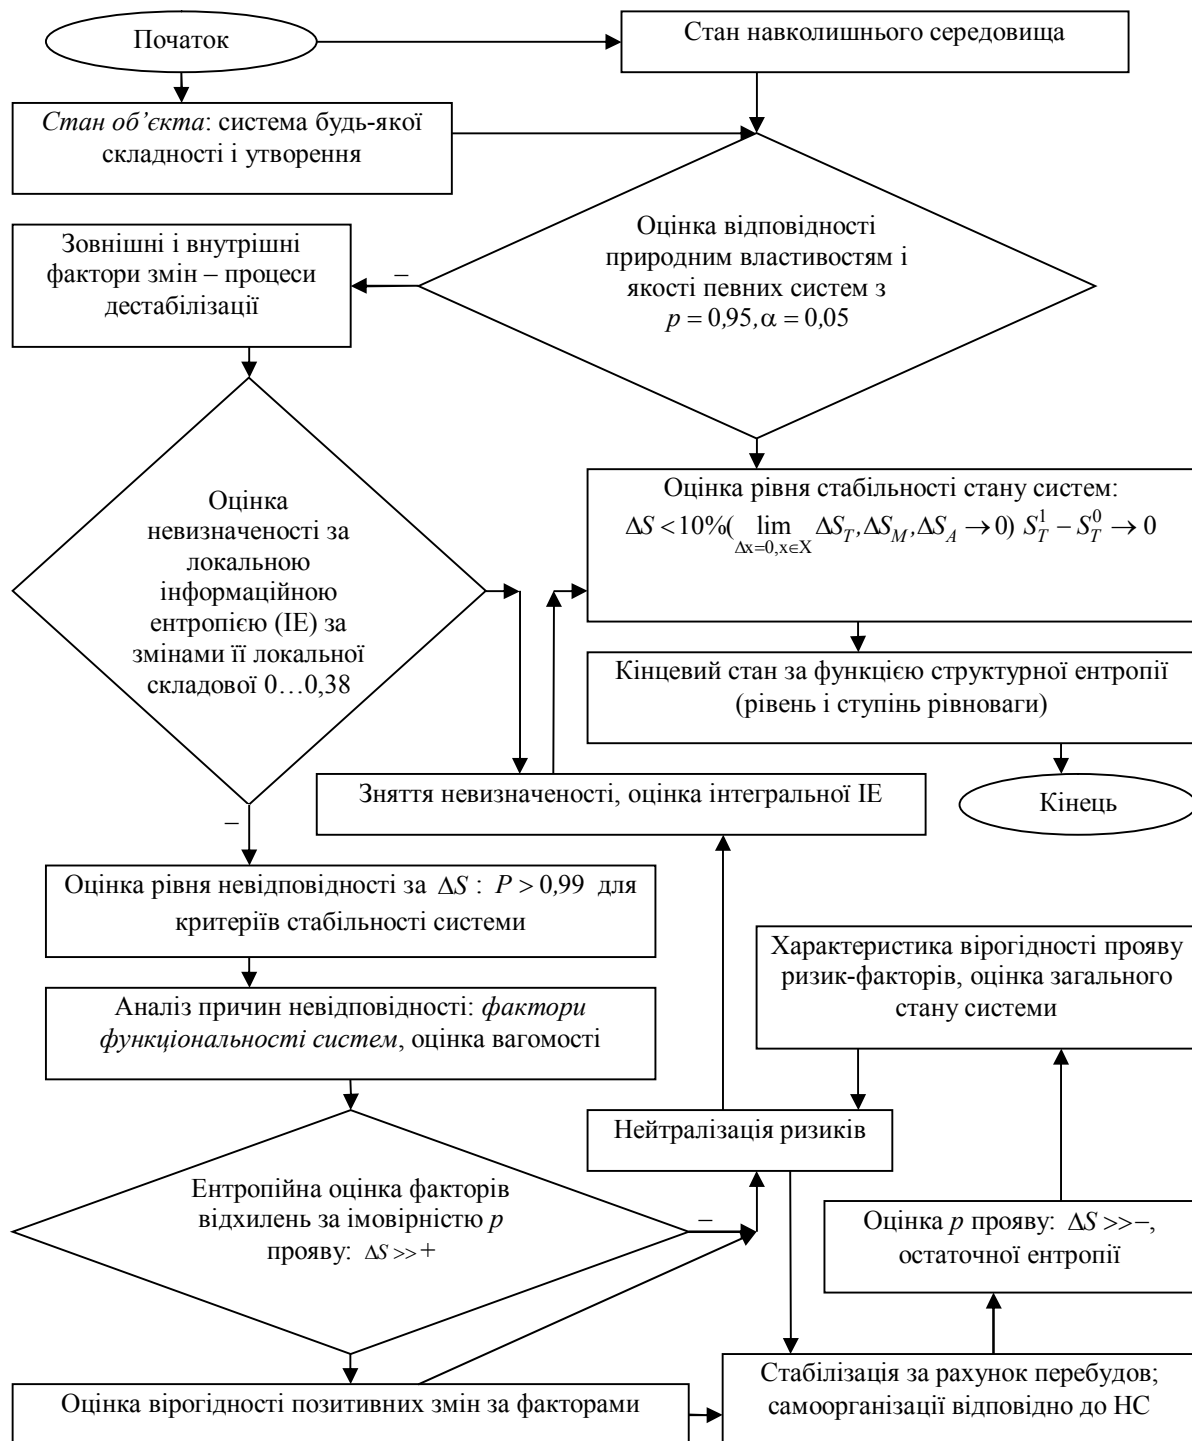 Початок
Стан навколишнього середовища
Стан об’єкта: система будь-якої
складності і утворення
Оцінка відповідності
природним властивостям і
якості певних систем з
p = 0,95, α = 0,05
Зовнішні і внутрішні
фактори змін – процеси
дестабілізації
–
Оцінка
невизначеності за
локальною
інформаційною
ентропією (ІЕ) за
змінами її локальної
складової 0…0,38
Оцінка рівня стабільності стану систем:
ΔS < 10%( lim ΔS_T, ΔS_M, ΔS_A → 0) S_T^1 − S_T^0 → 0
Δx=0, x∈X
Кінцевий стан за функцією структурної ентропії
(рівень і ступінь рівноваги)
Кінець
Зняття невизначеності, оцінка інтегральної ІЕ
–
Оцінка рівня невідповідності за ΔS : P > 0,99 для
критеріїв стабільності системи
Аналіз причин невідповідності: фактори
функціональності систем, оцінка вагомості
Характеристика вірогідності прояву
ризик-факторів, оцінка загального
стану системи
Нейтралізація ризиків
Ентропійна оцінка факторів
відхилень за імовірністю p
прояву: ΔS >> +
–
Оцінка p прояву: ΔS >>–,
остаточної ентропії
Оцінка вірогідності позитивних змін за факторами
Стабілізація за рахунок перебудов;
самоорганізації відповідно до НС